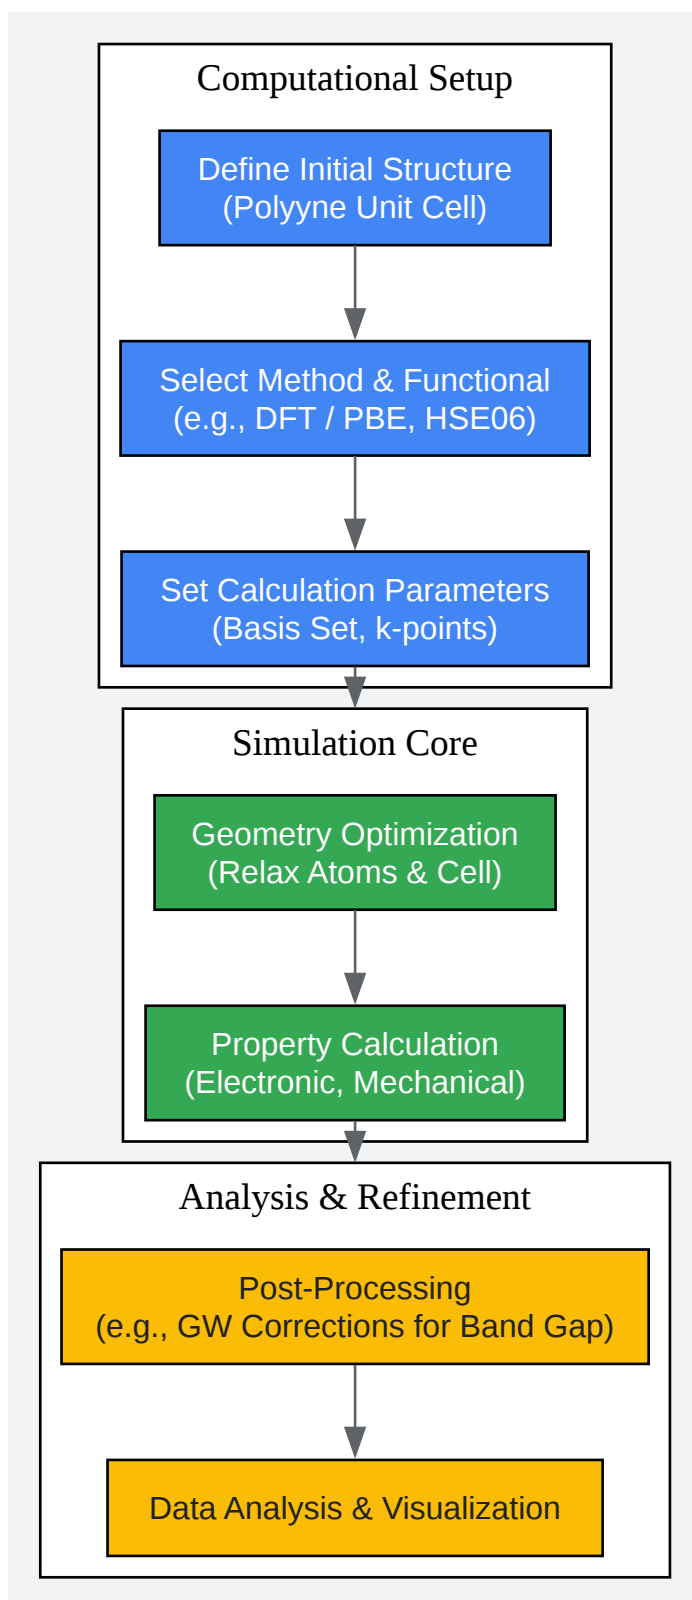 Computational Setup
Define Initial Structure
(Polyyne Unit Cell)
Select Method & Functional
(e.g., DFT / PBE, HSE06)
Set Calculation Parameters
(Basis Set, k-points)
Simulation Core
Geometry Optimization
(Relax Atoms & Cell)
Property Calculation
(Electronic, Mechanical)
Analysis & Refinement
Post-Processing
(e.g., GW Corrections for Band Gap)
Data Analysis & Visualization